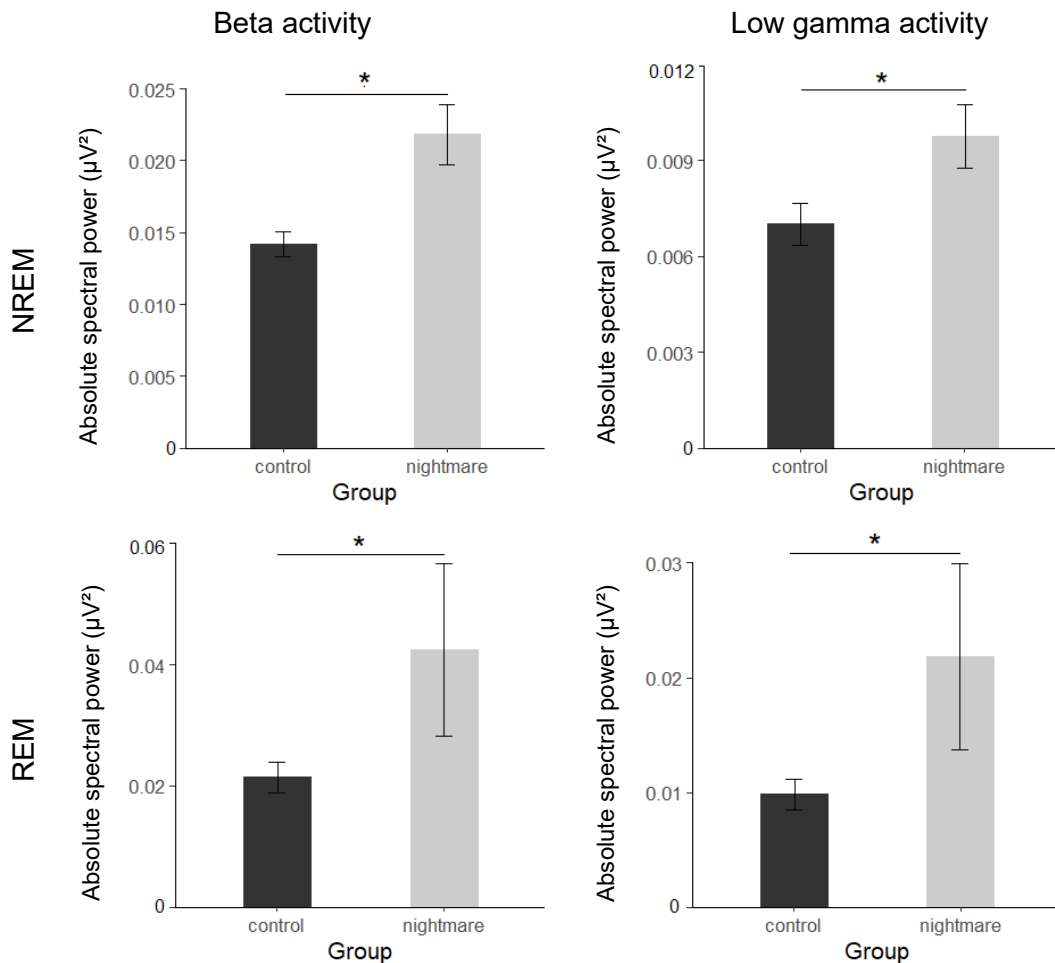 Beta activity
Low gamma activity
NREM
Absolute spectral power (µV²)
0.025
0.020
0.015
0.010
0.005
0
*
control
nightmare
Group
Absolute spectral power (µV²)
0.012
0.009
0.006
0.003
0
*
control
nightmare
Group
REM
Absolute spectral power (µV²)
0.06
0.04
0.02
0
*
control
nightmare
Group
Absolute spectral power (µV²)
0.03
0.02
0.01
0
*
control
nightmare
Group